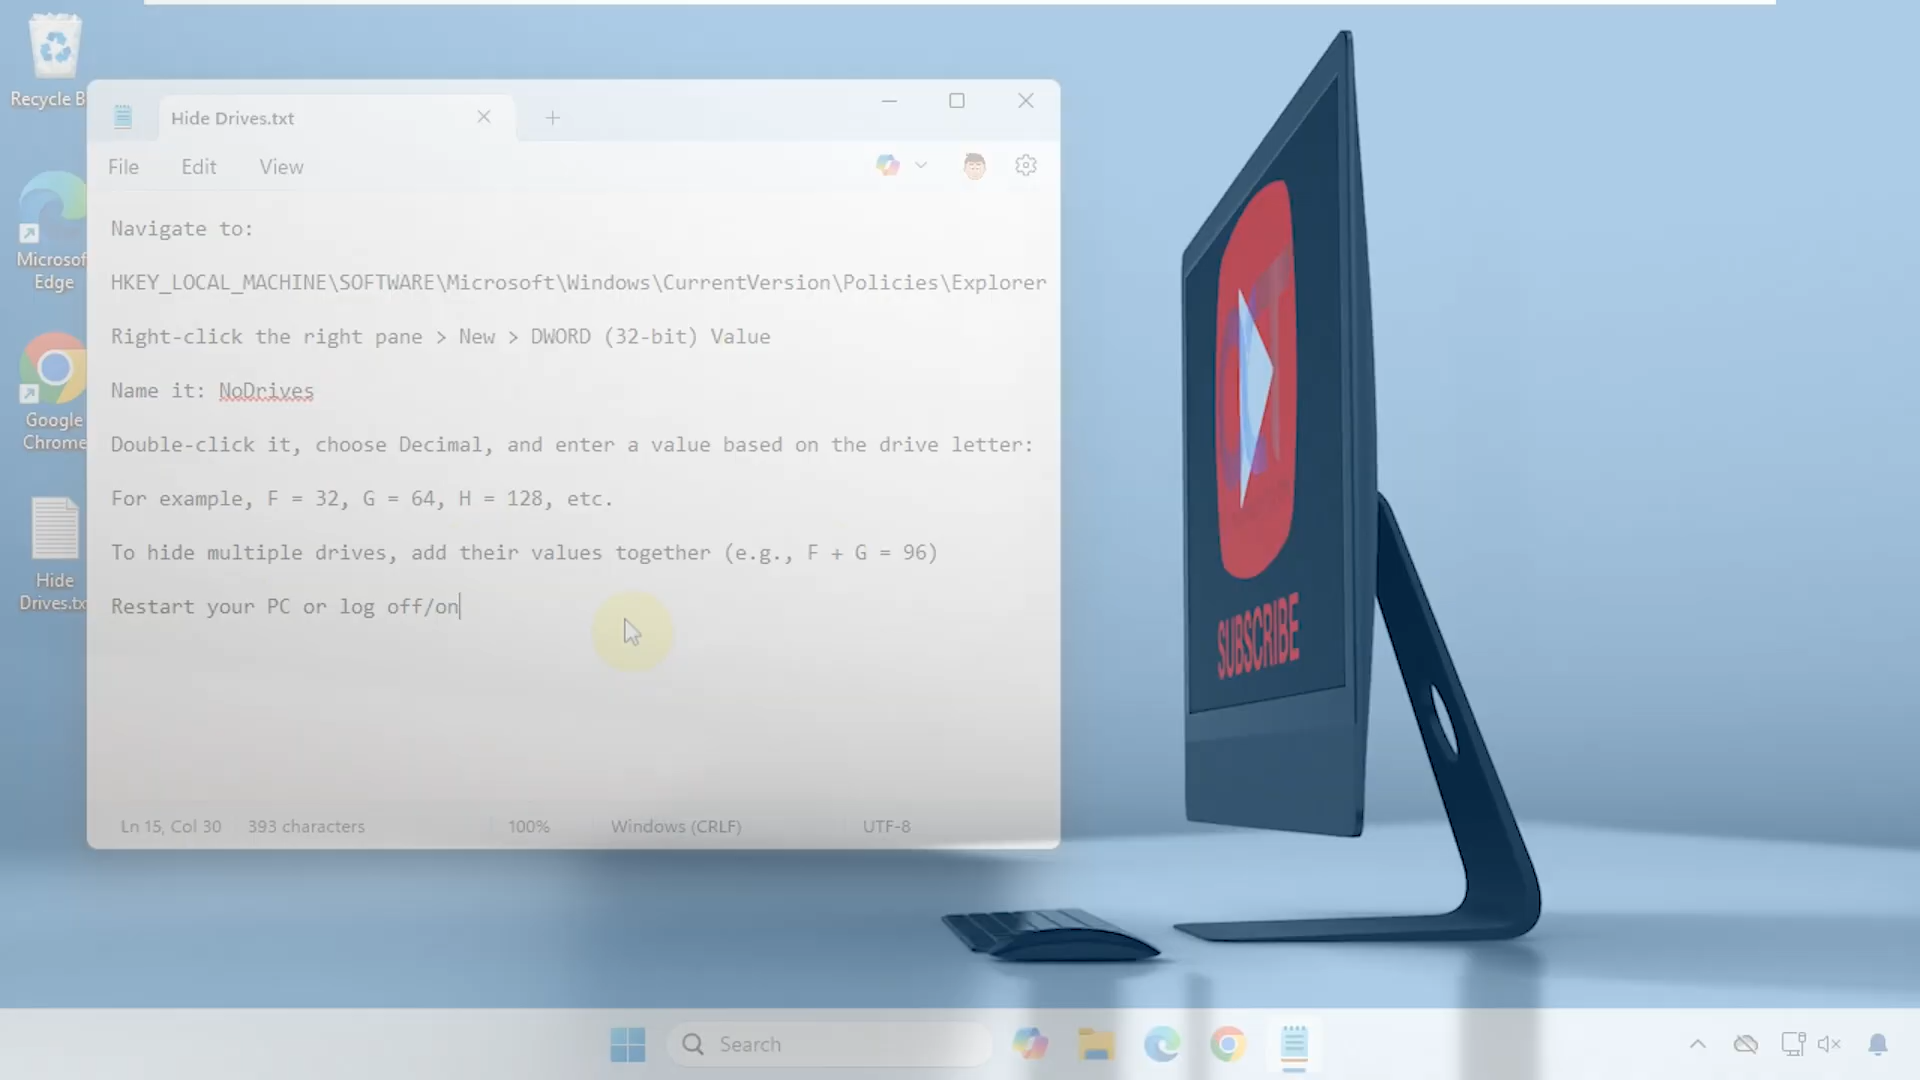 Recycle B
Microsof
Edge
Google
Chrome
Hide
Drives.tx
Hide Drives.txt
File Edit View
Navigate to:
HKEY_LOCAL_MACHINE\SOFTWARE\Microsoft\Windows\CurrentVersion\Policies\Explorer
Right-click the right pane > New > DWORD (32-bit) Value
Name it: NoDrives
Double-click it, choose Decimal, and enter a value based on the drive letter:
For example, F = 32, G = 64, H = 128, etc.
To hide multiple drives, add their values together (e.g., F + G = 96)
Restart your PC or log off/on
Ln 15, Col 30 393 characters 100% Windows (CRLF) UTF-8
SUBSCRIBE
Search